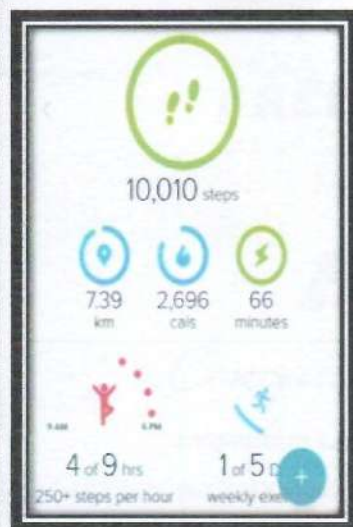 10,010 steps
7.39 2,696 66
km cals minutes
9 AM 6 PM
4 of 9 hrs 1 of 5
250+ steps per hour weekly